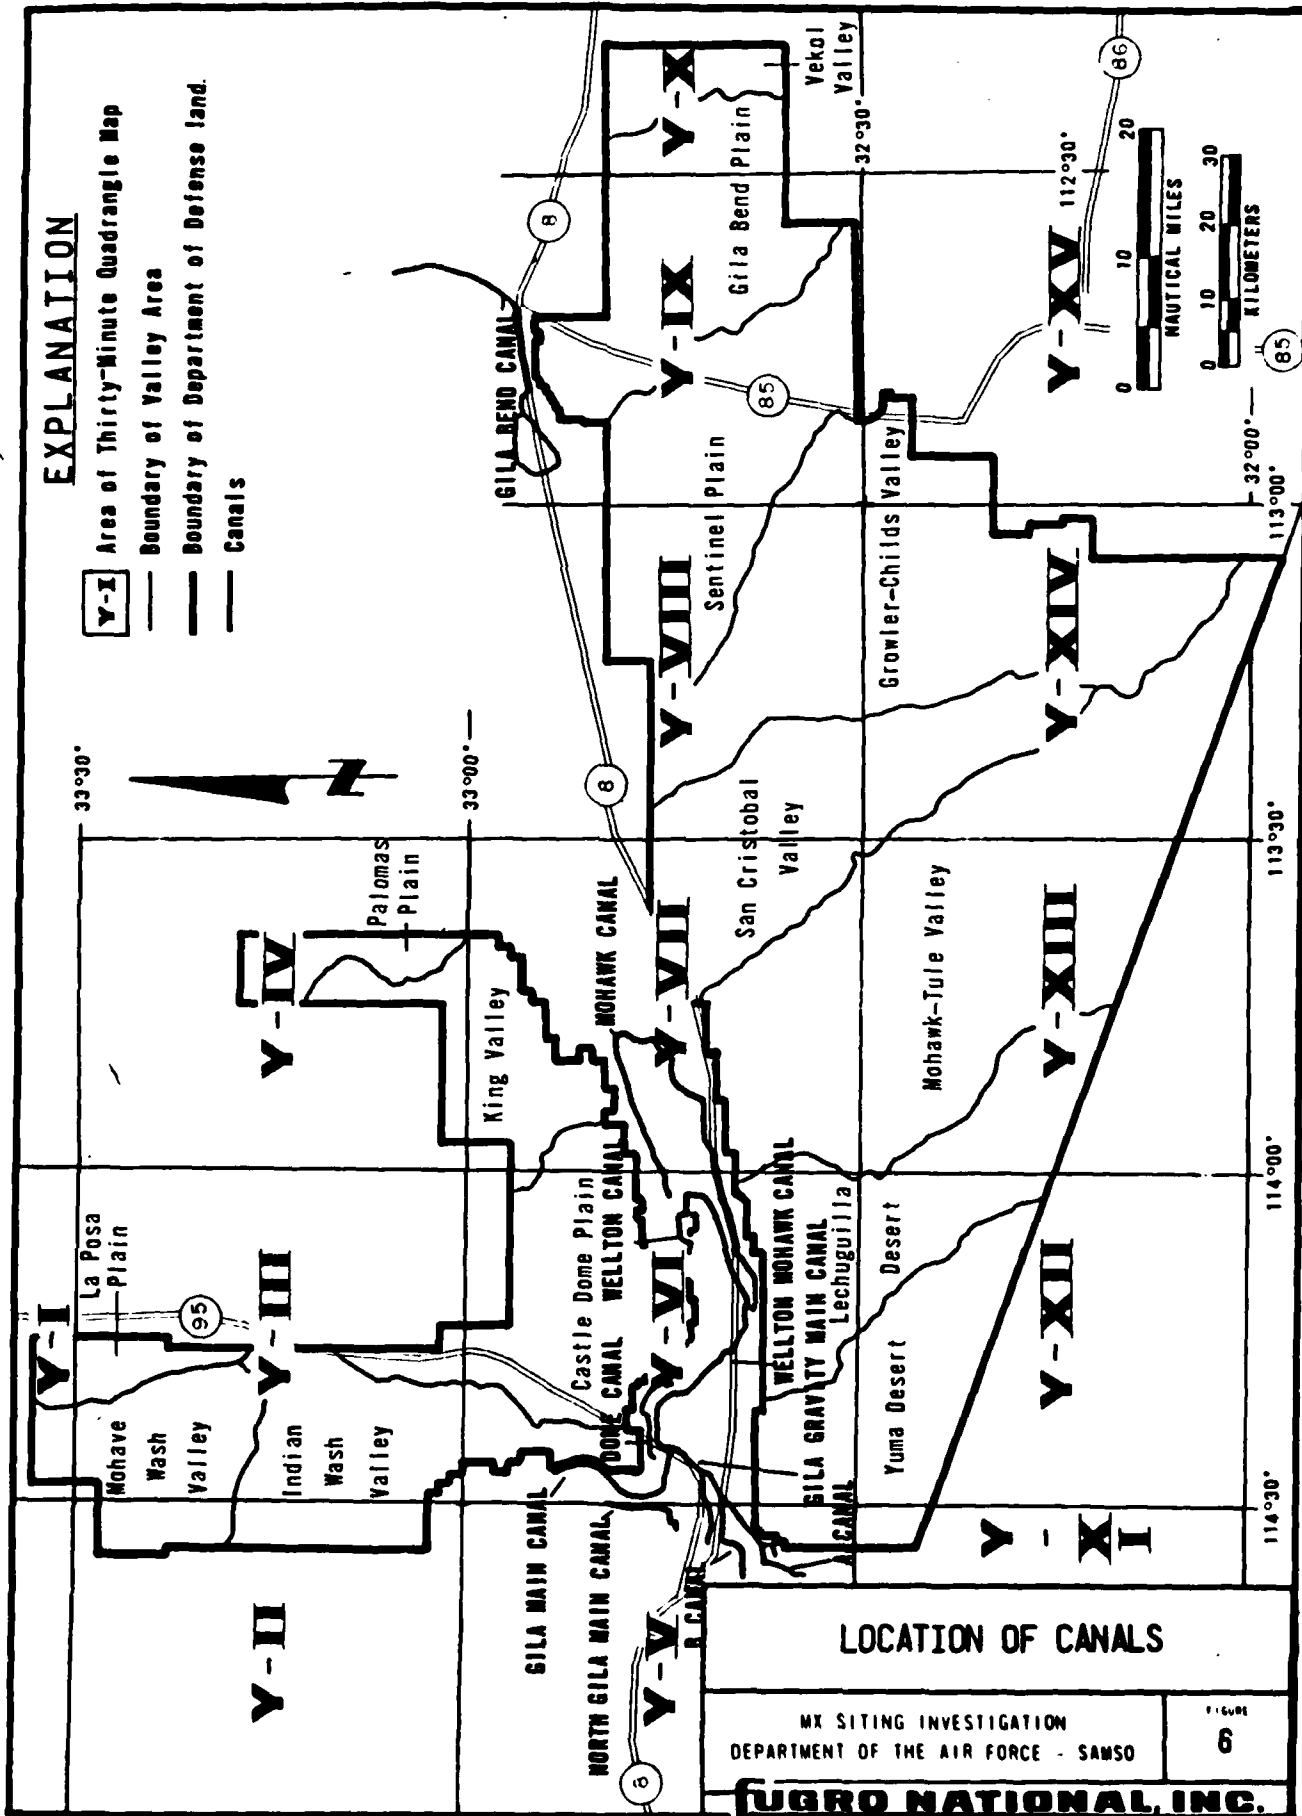 EXPLANATION
Y-I Area of Thirty-Minute Quadrangle Map
Boundary of Valley Area
Boundary of Department of Defense land.
Canals
33°30'
33°00'
32°30'
32°00'
114°30'
114°00'
113°30'
113°00'
112°30'
N
Y-I
Y-II
Y-III
Y-IV
Y-V
Y-VI
Y-VII
Y-VIII
Y-IX
Y-X
Y-XI
Y-XII
Y-XIII
Y-XIV
Y-XV
La Posa
Plain
95
Mohave
Wash
Valley
Indian
Wash
Valley
Palomas
Plain
King Valley
Castle Dome Plain
MOHAWK CANAL
WELLTON CANAL
DOME CANAL
GILA MAIN CANAL
NORTH GILA MAIN CANAL
B CANAL
A CANAL
GILA GRAVITY MAIN CANAL
WELLTON MOHAWK CANAL
Lechuguilla
Desert
Yuma Desert
Mohawk-Tule Valley
San Cristobal
Valley
Growler-Childs Valley
Sentinel Plain
GILA BEND CANAL
Gila Bend Plain
Vekol
Valley
8
8
8
85
85
86
0 10 20
NAUTICAL MILES
0 10 20 30
KILOMETERS
LOCATION OF CANALS
MX SITING INVESTIGATION
DEPARTMENT OF THE AIR FORCE - SAMSO
FIGURE
6
UGRO NATIONAL, INC.